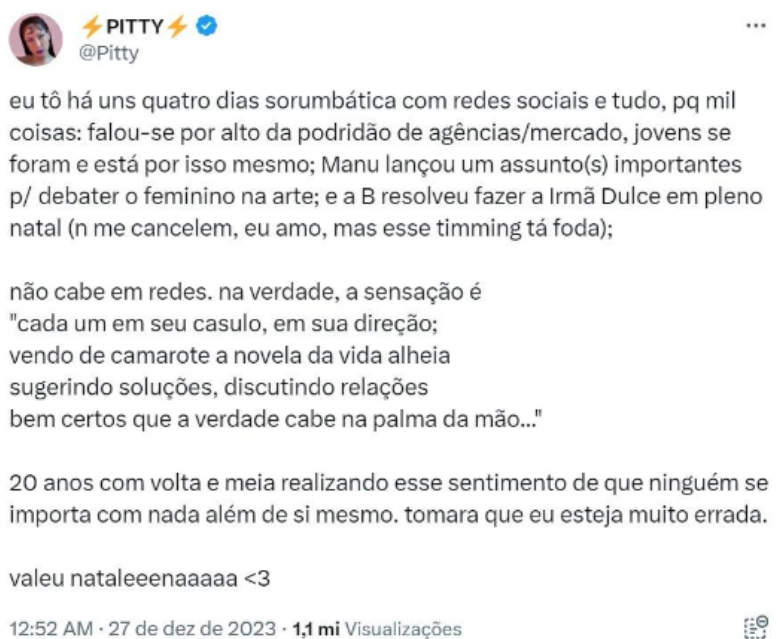 ⚡PITTY⚡
@Pitty
eu tô há uns quatro dias sorumbática com redes sociais e tudo, pq mil
coisas: falou-se por alto da podridão de agências/mercado, jovens se
foram e está por isso mesmo; Manu lançou um assunto(s) importantes
p/ debater o feminino na arte; e a B resolveu fazer a Irmã Dulce em pleno
natal (n me cancelem, eu amo, mas esse timming tá foda);
não cabe em redes. na verdade, a sensação é
"cada um em seu casulo, em sua direção;
vendo de camarote a novela da vida alheia
sugerindo soluções, discutindo relações
bem certos que a verdade cabe na palma da mão..."
20 anos com volta e meia realizando esse sentimento de que ninguém se
importa com nada além de si mesmo. tomara que eu esteja muito errada.
valeu nataleeenaaaaa <3
12:52 AM · 27 de dez de 2023 · 1,1 mi Visualizações